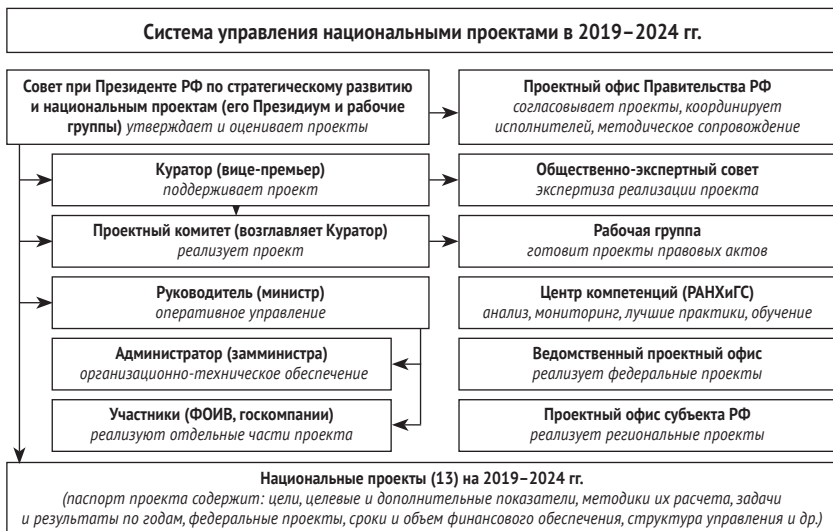 Система управления национальными проектами в 2019–2024 гг.
Совет при Президенте РФ по стратегическому развитию
и национальным проектам (его Президиум и рабочие
группы) утверждает и оценивает проекты
Проектный офис Правительства РФ
согласовывает проекты, координирует
исполнителей, методическое сопровождение
Куратор (вице-премьер)
поддерживает проект
Общественно-экспертный совет
экспертиза реализации проекта
Проектный комитет (возглавляет Куратор)
реализует проект
Рабочая группа
готовит проекты правовых актов
Руководитель (министр)
оперативное управление
Центр компетенций (РАНХиГС)
анализ, мониторинг, лучшие практики, обучение
Администратор (замминистра)
организационно-техническое обеспечение
Ведомственный проектный офис
реализует федеральные проекты
Участники (ФОИВ, госкомпании)
реализуют отдельные части проекта
Проектный офис субъекта РФ
реализует региональные проекты
Национальные проекты (13) на 2019–2024 гг.
(паспорт проекта содержит: цели, целевые и дополнительные показатели, методики их расчета, задачи
и результаты по годам, федеральные проекты, сроки и объем финансового обеспечения, структура управления и др.)